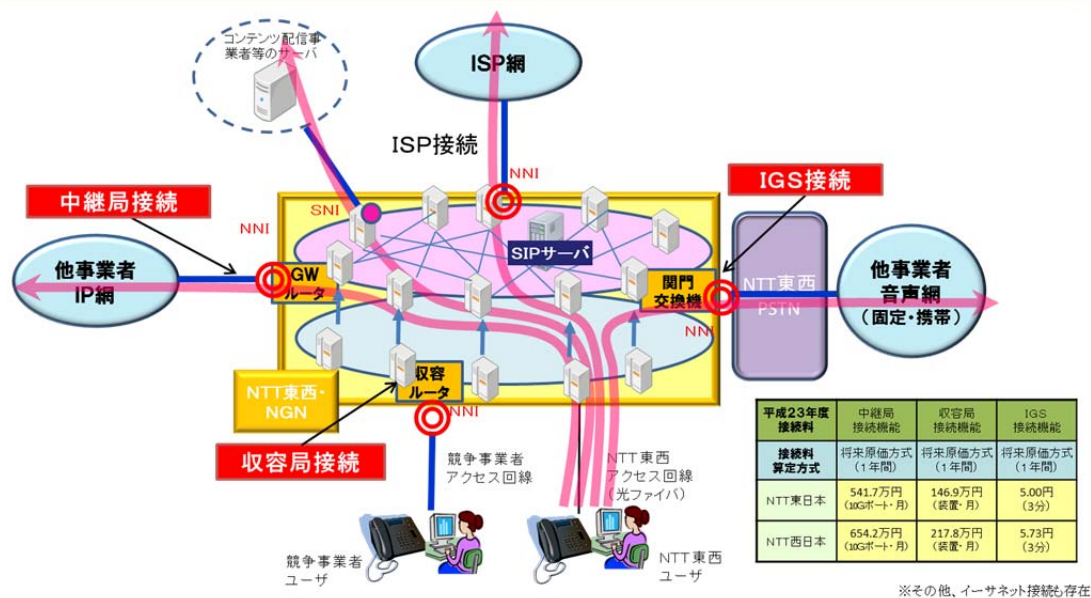 コンテンツ配信事
業者等のサーバ
ISP網
ISP接続
NNI
IGS接続
中継局接続
SNI
NNI
SIPサーバ
他事業者
IP網
GW
ルータ
関門
交換機
NTT東西
PSTN
他事業者
音声網
(固定・携帯)
NNI
NTT東西・
NGN
収容
ルータ
NNI
収容局接続
競争事業者
アクセス回線
NTT東西
アクセス回線
(光ファイバ)
競争事業者
ユーザ
NTT東西
ユーザ
平成23年度
接続料
中継局
接続機能
収容局
接続機能
IGS
接続機能
接続料
算定方式
将来原価方式
(1年間)
将来原価方式
(1年間)
将来原価方式
(1年間)
NTT東日本
541.7万円
(10Gポート・月)
146.9万円
(装置・月)
5.00円
(3分)
NTT西日本
654.2万円
(10Gポート・月)
217.8万円
(装置・月)
5.73円
(3分)
※その他、イーサネット接続も存在